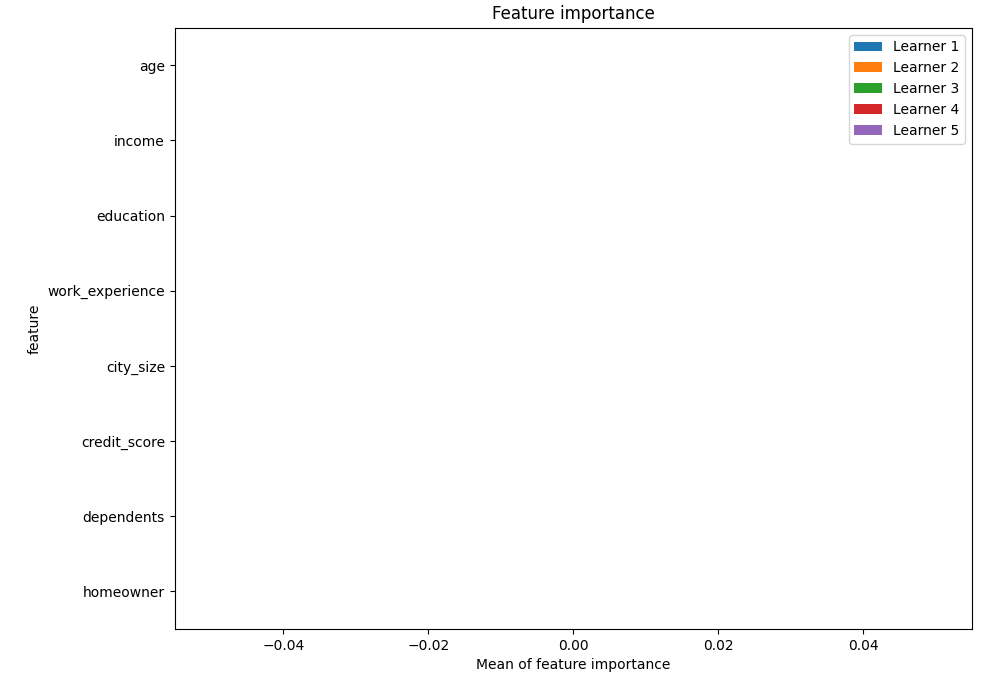 Feature importance
Learner 1
Learner 2
Learner 3
Learner 4
Learner 5
age
income
education
work_experience
city_size
credit_score
dependents
homeowner
feature
−0.04
−0.02
0.00
0.02
0.04
Mean of feature importance